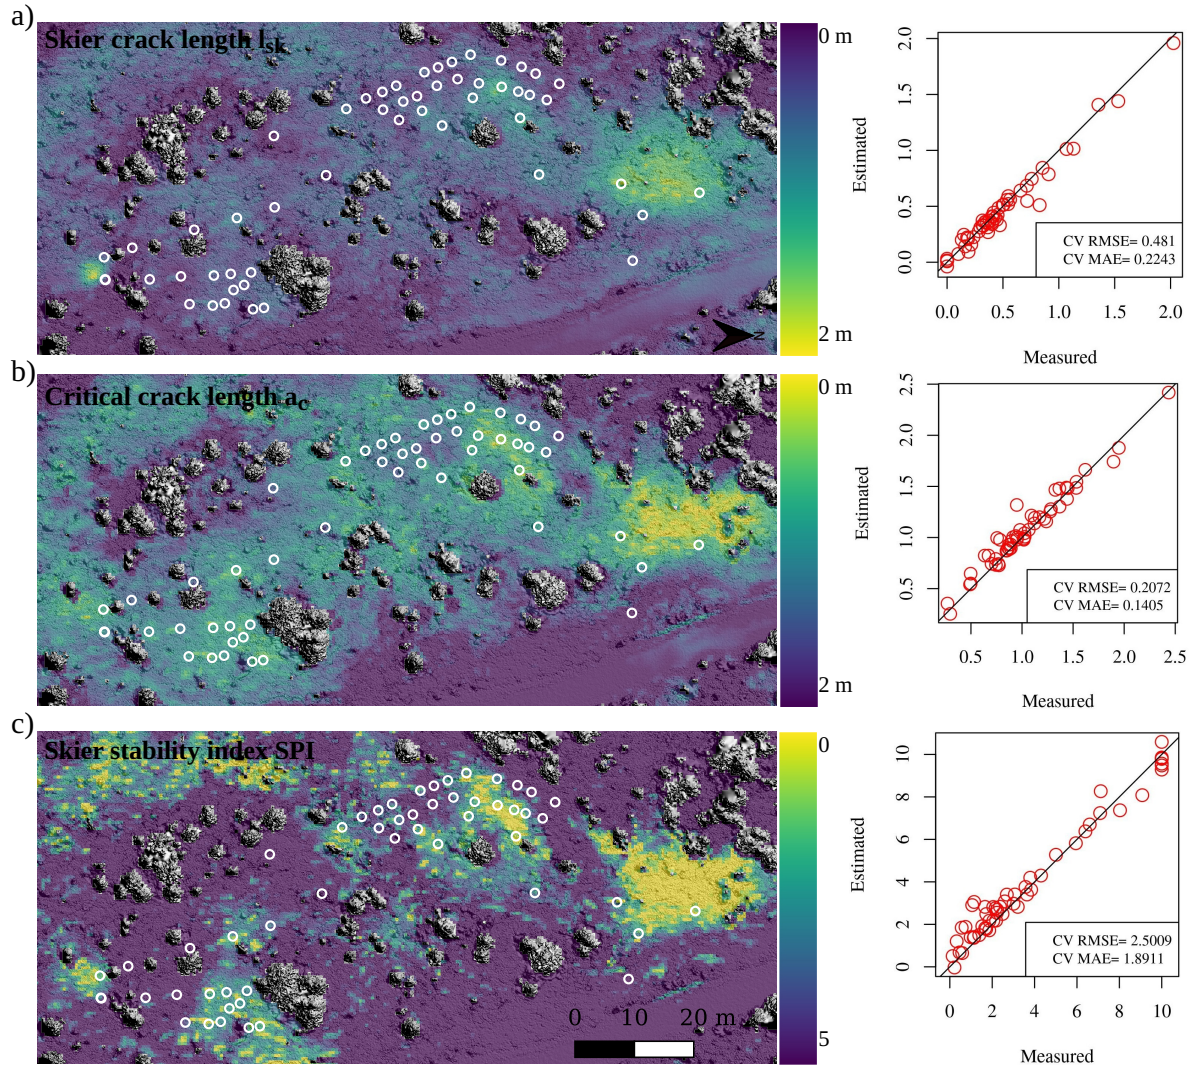 a)
Skier crack length lsk
0 m
2 m
N
2.0
1.5
1.0
0.5
0.0
Estimated
CV RMSE= 0.481
CV MAE= 0.2243
0.0 0.5 1.0 1.5 2.0
Measured
b)
Critical crack length ac
0 m
2 m
2.5
2.0
1.5
1.0
0.5
Estimated
CV RMSE= 0.2072
CV MAE= 0.1405
0.5 1.0 1.5 2.0 2.5
Measured
c)
Skier stability index SPI
0
5
0 10 20 m
10
8
6
4
2
0
Estimated
CV RMSE= 2.5009
CV MAE= 1.8911
0 2 4 6 8 10
Measured